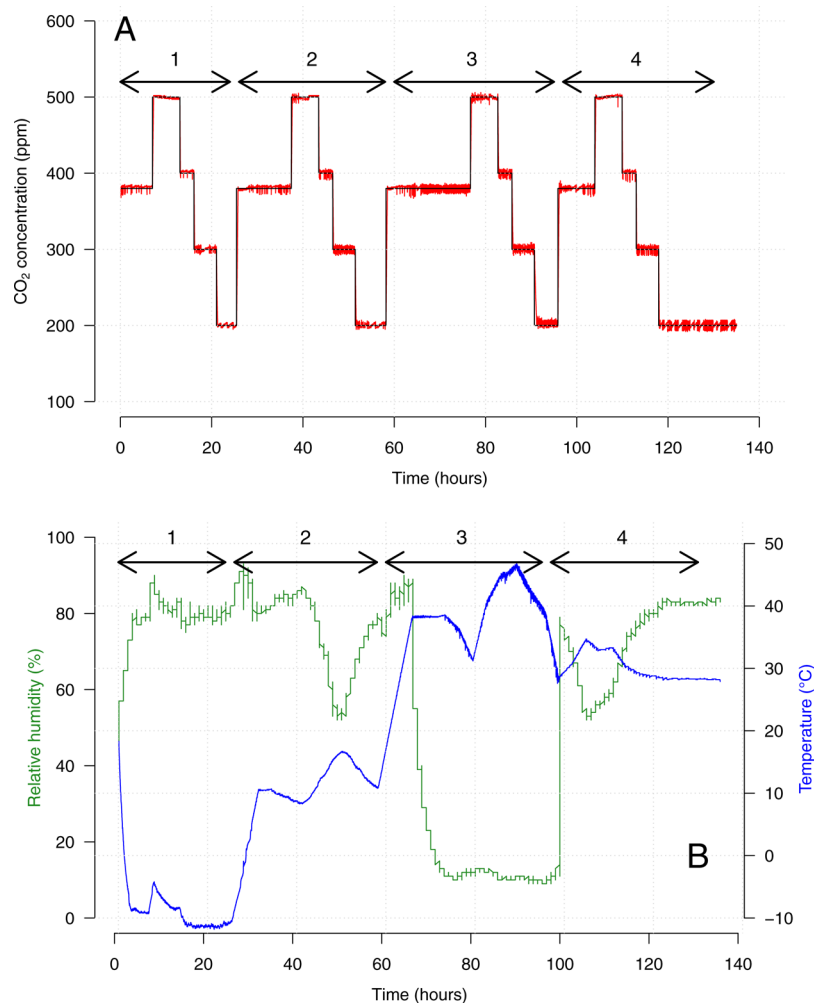 A
1 2 3 4
600
500
400
300
200
100
CO2 concentration (ppm)
0 20 40 60 80 100 120 140
Time (hours)
1 2 3 4
100
80
60
40
20
0
Relative humidity (%)
50
40
30
20
10
0
−10
Temperature (°C)
B
0 20 40 60 80 100 120 140
Time (hours)